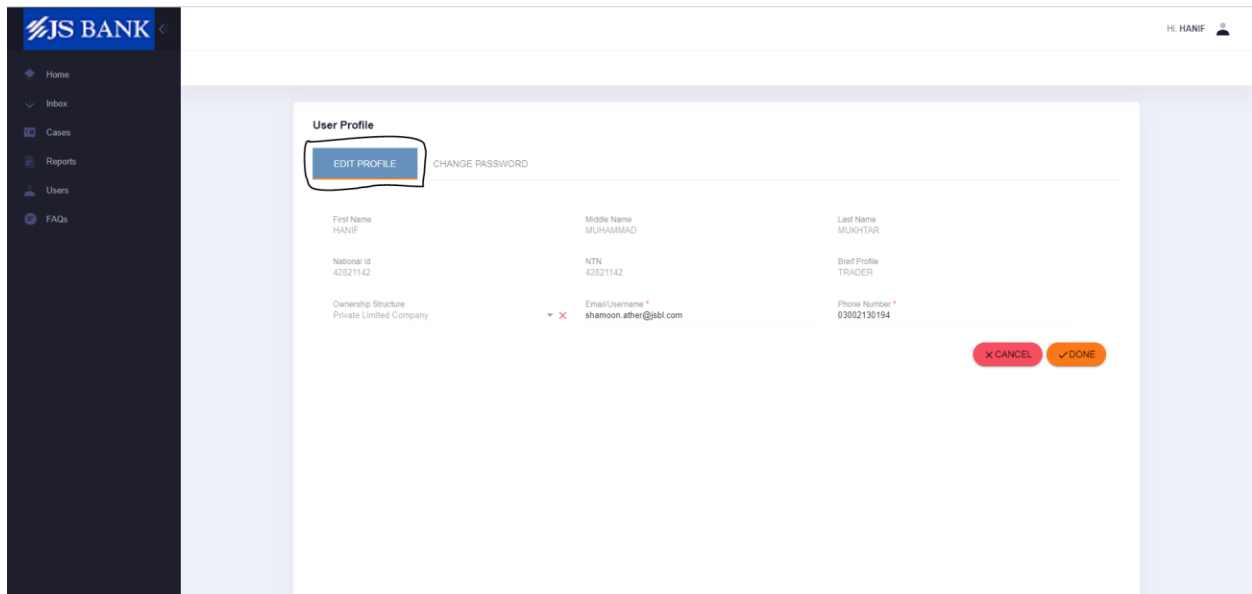 JS BANK
Hi, HANIF
Home
Inbox
Cases
Reports
Users
FAQs
User Profile
EDIT PROFILE CHANGE PASSWORD
First Name Middle Name Last Name
HANIF MUHAMMAD MUKHTAR
National Id NTN Breif Profile
42821142 42821142 TRADER
Ownership Structure Email/Username * Phone Number *
Private Limited Company shamoon.ather@jsbl.com 03002130194
CANCEL DONE